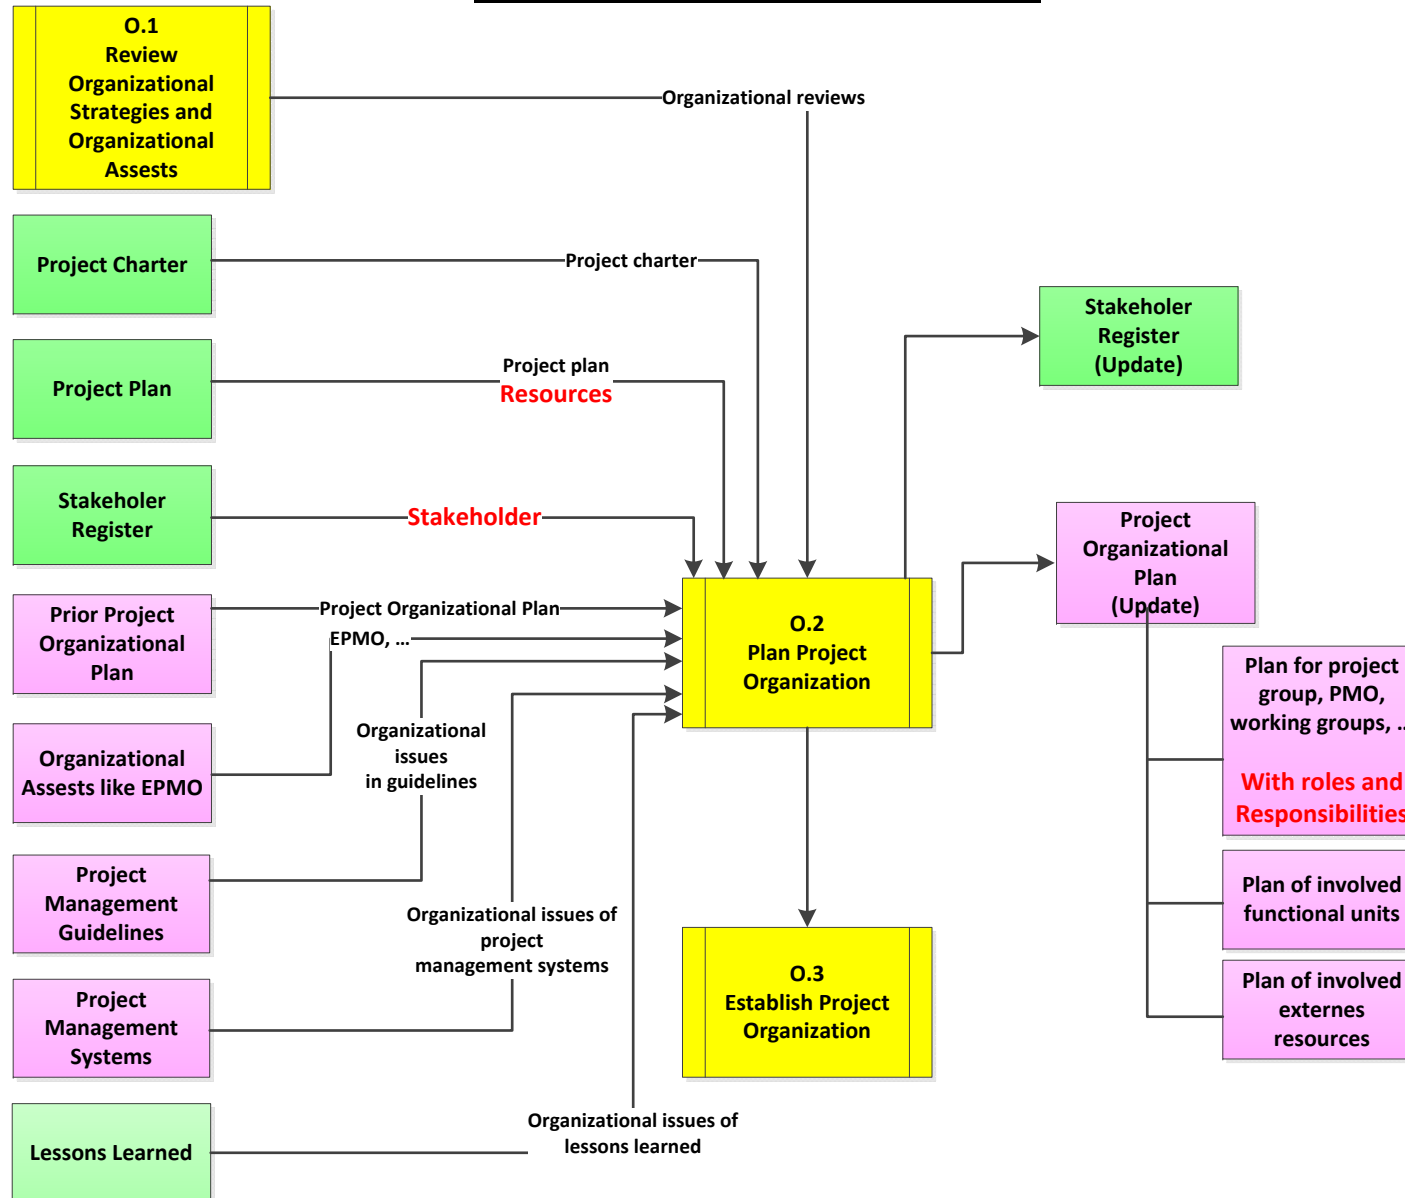 O.1
Review
Organizational
Strategies and
Organizational
Assests
Organizational reviews
Project Charter
Project charter
Project Plan
Project plan
Resources
Stakeholer
Register
Stakeholder
Stakeholer
Register
(Update)
Prior Project
Organizational
Plan
Project Organizational Plan
EPMO, ...
Organizational
Assests like EPMO
Organizational
issues
in guidelines
Project
Management
Guidelines
Organizational issues of
project
management systems
Project
Management
Systems
Lessons Learned
Organizational issues of
lessons learned
O.2
Plan Project
Organization
O.3
Establish Project
Organization
Project
Organizational
Plan
(Update)
Plan for project
group, PMO,
working groups, ..
With roles and
Responsibilities
Plan of involved
functional units
Plan of involved
externes
resources